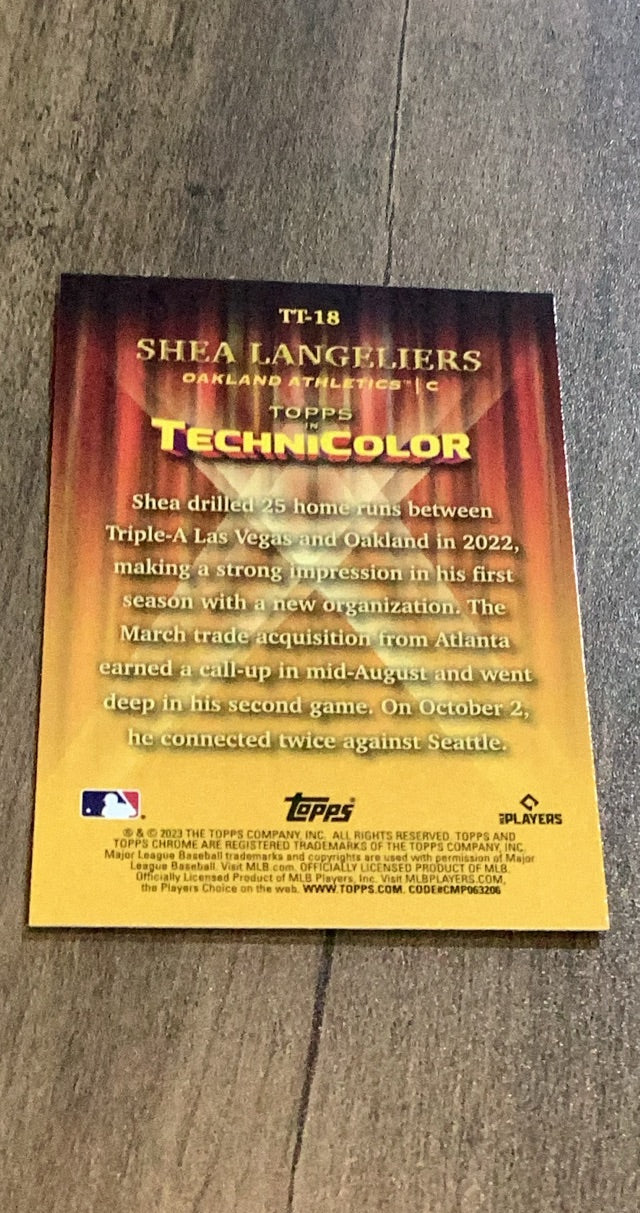 TT-18
SHEA LANGELIERS
OAKLAND ATHLETICS™ | C
TOPPS
IN
TECHNICOLOR
Shea drilled 25 home runs between
Triple-A Las Vegas and Oakland in 2022,
making a strong impression in his first
season with a new organization. The
March trade acquisition from Atlanta
earned a call-up in mid-August and went
deep in his second game. On October 2,
he connected twice against Seattle.
Topps®
PLAYERS
® & © 2023 THE TOPPS COMPANY, INC. ALL RIGHTS RESERVED. TOPPS AND
TOPPS CHROME ARE REGISTERED TRADEMARKS OF THE TOPPS COMPANY, INC.
Major League Baseball trademarks and copyrights are used with permission of Major
League Baseball. Visit MLB.com. OFFICIALLY LICENSED PRODUCT OF MLB
Officially Licensed Product of MLB Players, Inc. Visit MLBPLAYERS.COM,
the Players Choice on the web. WWW.TOPPS.COM. CODE#CMP063206